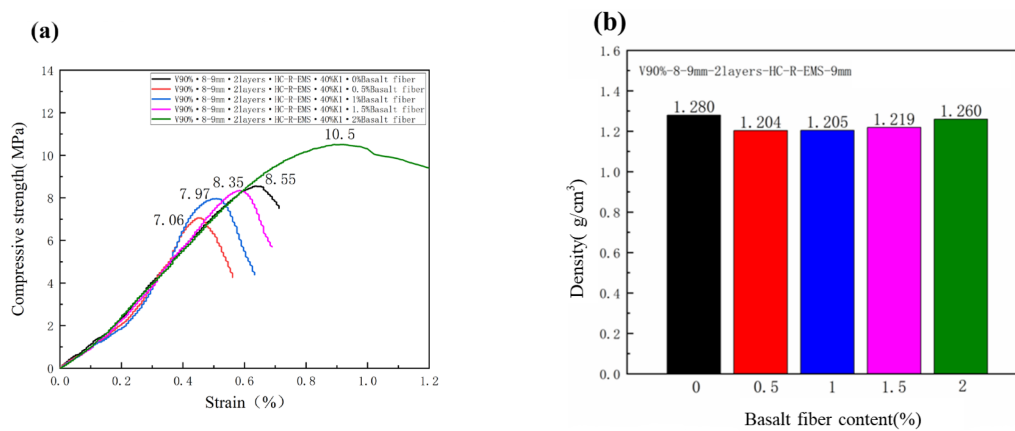 (a)
14
12
10
8
6
4
2
0
0.0 0.2 0.4 0.6 0.8 1.0 1.2
Compressive strength( MPa)
Strain（%）
V90%•8-9mm•2layers•HC-R-EMS•40%K1•0%Basalt fiber
V90%•8-9mm•2layers•HC-R-EMS•40%K1•0.5%Basalt fiber
V90%•8-9mm•2layers•HC-R-EMS•40%K1•1%Basalt fiber
V90%•8-9mm•2layers•HC-R-EMS•40%K1•1.5%Basalt fiber
V90%•8-9mm•2layers•HC-R-EMS•40%K1•2%Basalt fiber
10.5
8.55
8.35
7.97
7.06
(b)
1.6
1.4
1.2
1.0
0.8
0.6
0.4
0.2
0.0
Density( g/cm³)
V90%-8-9mm-2layers-HC-R-EMS-9mm
1.280 1.204 1.205 1.219 1.260
0 0.5 1 1.5 2
Basalt fiber content(%)